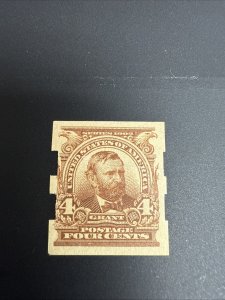 SERIES 1902
UNITED STATES OF AMERICA
4 4
GRANT
POSTAGE
FOUR CENTS